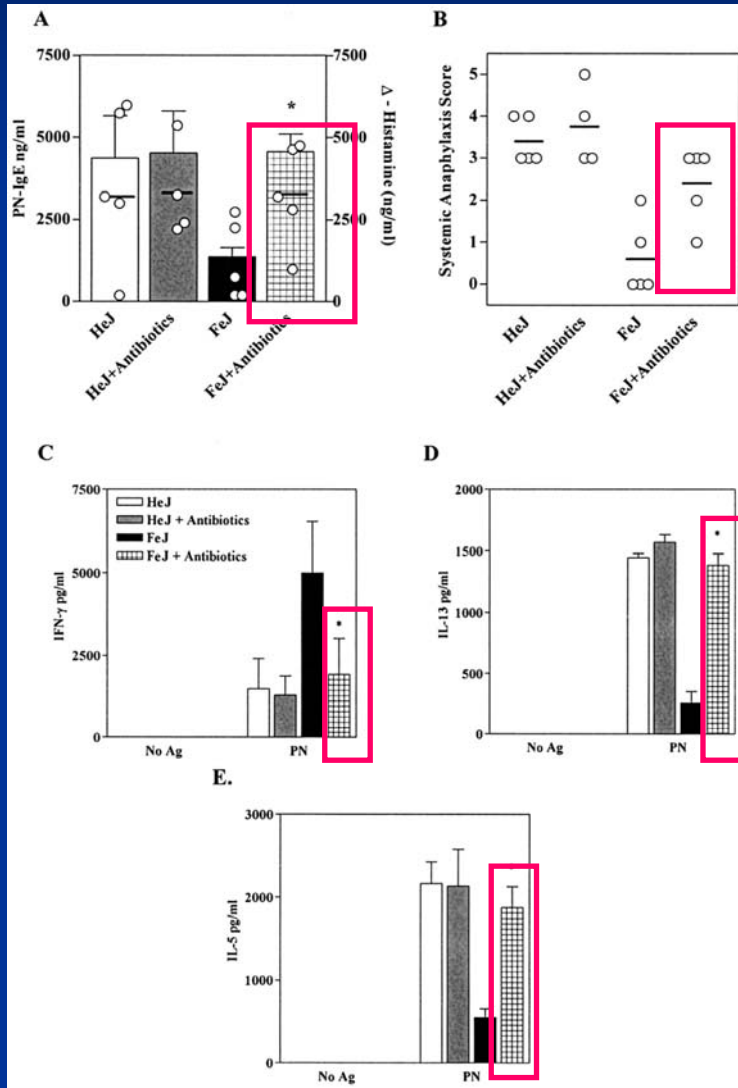 A
7500
5000
2500
0
PN-IgE ng/ml
*
7500
5000
2500
0
Δ - Histamine (ng/ml)
HeJ
HeJ+Antibiotics
FeJ
FeJ+Antibiotics
B
5
4
3
2
1
0
Systemic Anaphylaxis Score
HeJ
HeJ+Antibiotics
FeJ
FeJ+Antibiotics
C
7500
5000
2500
0
IFN-γ pg/ml
HeJ
HeJ + Antibiotics
FeJ
FeJ + Antibiotics
*
No Ag
PN
D
2000
1500
1000
500
0
IL-13 pg/ml
*
No Ag
PN
E.
3000
2000
1000
0
IL-5 pg/ml
No Ag
PN